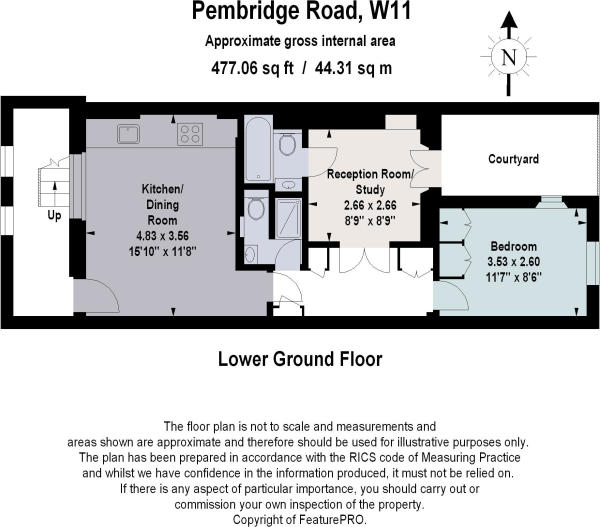 Pembridge Road, W11
Approximate gross internal area
477.06 sq ft / 44.31 sq m
N
Courtyard
Reception Room/
Study
2.66 x 2.66
8'9" x 8'9"
Kitchen/
Dining
Room
4.83 x 3.56
15'10" x 11'8"
Up
Bedroom
3.53 x 2.60
11'7" x 8'6"
Lower Ground Floor
The floor plan is not to scale and measurements and
areas shown are approximate and therefore should be used for illustrative purposes only.
The plan has been prepared in accordance with the RICS code of Measuring Practice
and whilst we have confidence in the information produced, it must not be relied on.
If there is any aspect of particular importance, you should carry out or
commission your own inspection of the property.
Copyright of FeaturePRO.